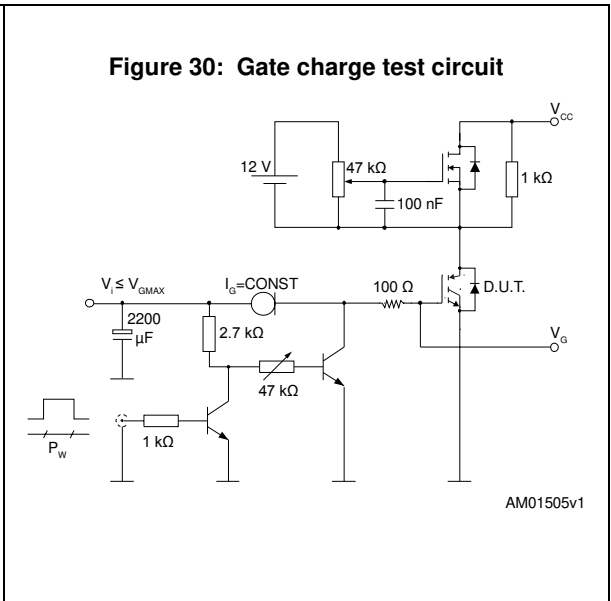 Figure 30: Gate charge test circuit
V_CC
12 V
47 kΩ
1 kΩ
100 nF
V_i ≤ V_GMAX
I_G=CONST
100 Ω
D.U.T.
2200
μF
2.7 kΩ
V_G
47 kΩ
1 kΩ
P_W
AM01505v1